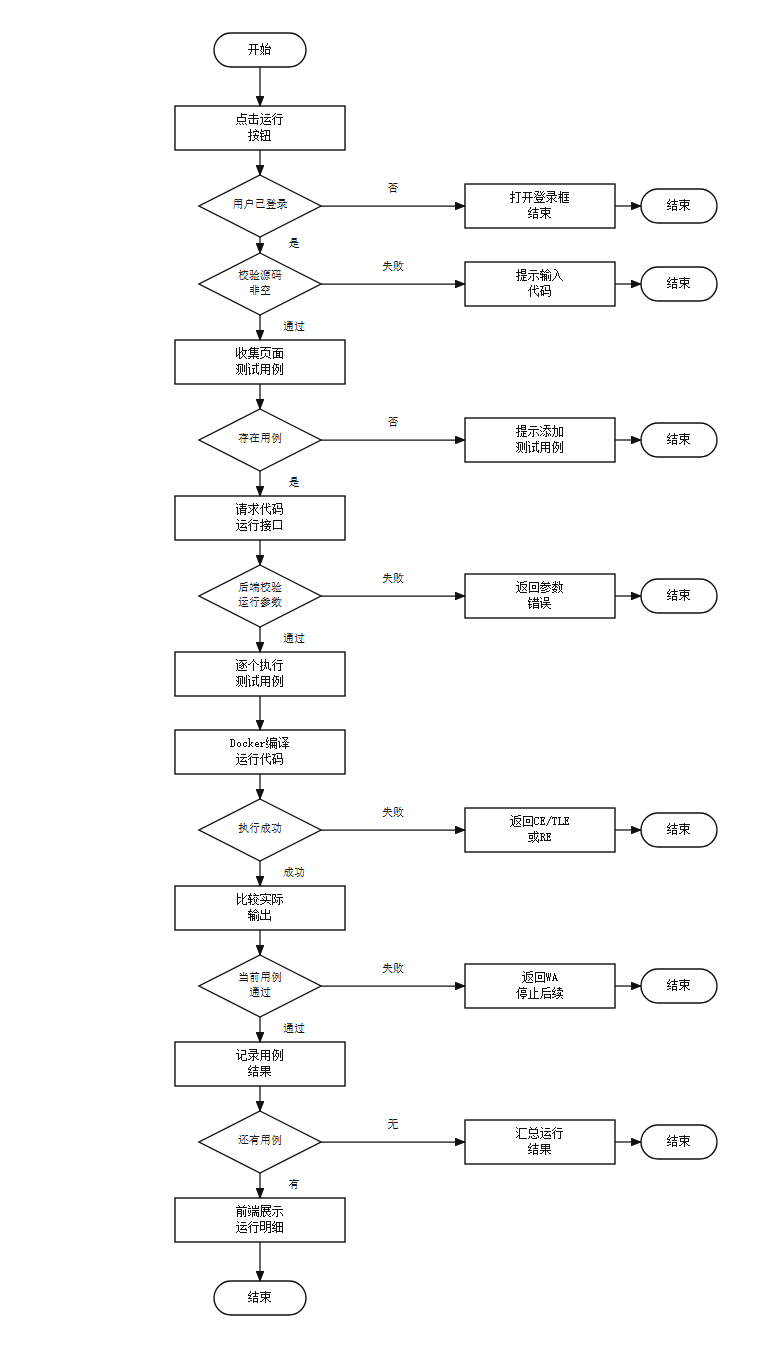 开始
点击运行
按钮
用户已登录
否
打开登录框
结束
结束
是
校验源码
非空
失败
提示输入
代码
结束
通过
收集页面
测试用例
存在用例
否
提示添加
测试用例
结束
是
请求代码
运行接口
后端校验
运行参数
失败
返回参数
错误
结束
通过
逐个执行
测试用例
Docker编译
运行代码
执行成功
失败
返回CE/TLE
或RE
结束
成功
比较实际
输出
当前用例
通过
失败
返回WA
停止后续
结束
通过
记录用例
结果
还有用例
无
汇总运行
结果
结束
有
前端展示
运行明细
结束